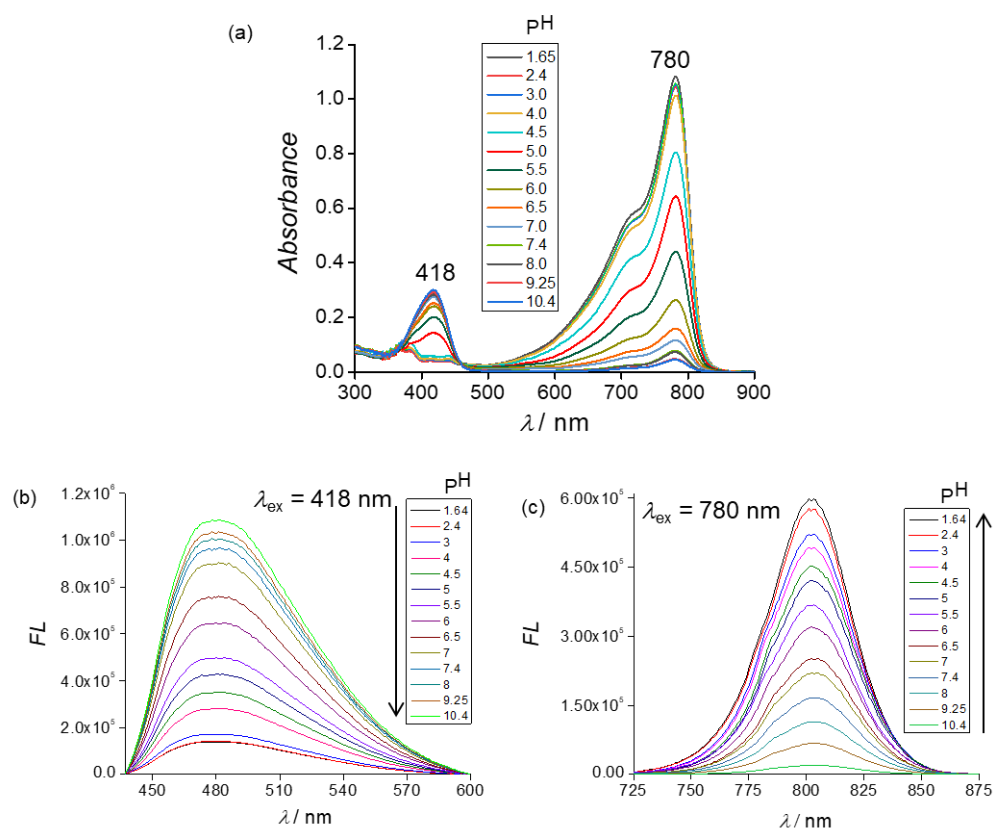 (a)
pH
1.65
2.4
3.0
4.0
4.5
5.0
5.5
6.0
6.5
7.0
7.4
8.0
9.25
10.4
418
780
Absorbance
1.2
1.0
0.8
0.6
0.4
0.2
0.0
300 400 500 600 700 800 900
λ / nm
(b)
λex = 418 nm
pH
1.64
2.4
3
4
4.5
5
5.5
6
6.5
7
7.4
8
9.25
10.4
FL
1.2x10⁶
1.0x10⁶
8.0x10⁵
6.0x10⁵
4.0x10⁵
2.0x10⁵
0.0
450 480 510 540 570 600
λ / nm
(c)
λex = 780 nm
pH
1.64
2.4
3
4
4.5
5
5.5
6
6.5
7
7.4
8
9.25
10.4
FL
6.00x10⁵
4.50x10⁵
3.00x10⁵
1.50x10⁵
0.00
725 750 775 800 825 850 875
λ / nm